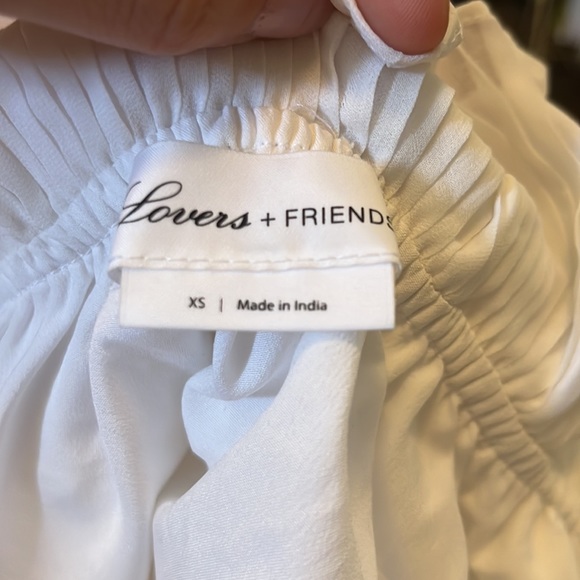 Lovers + FRIENDS
XS | Made in India